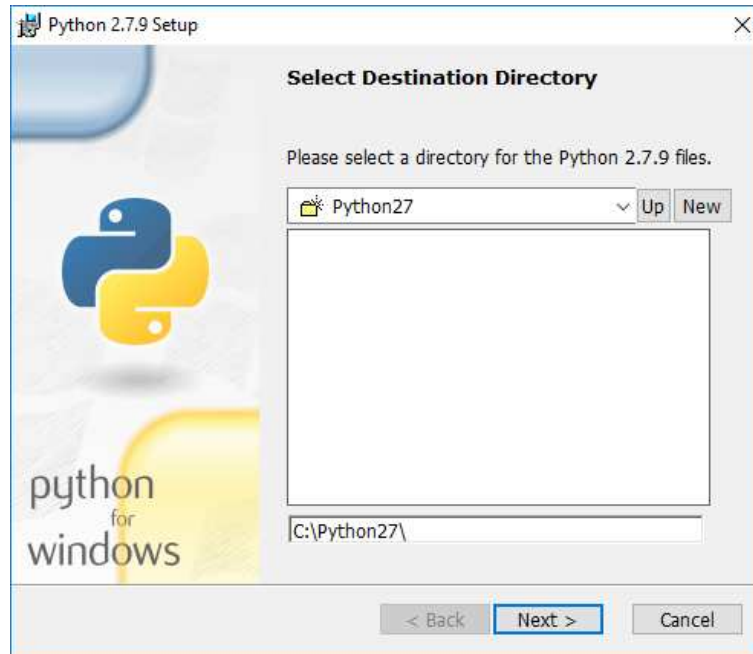 Python 2.7.9 Setup
Select Destination Directory
Please select a directory for the Python 2.7.9 files.
Python27
Up
New
C:\Python27\
python
for
windows
< Back
Next >
Cancel